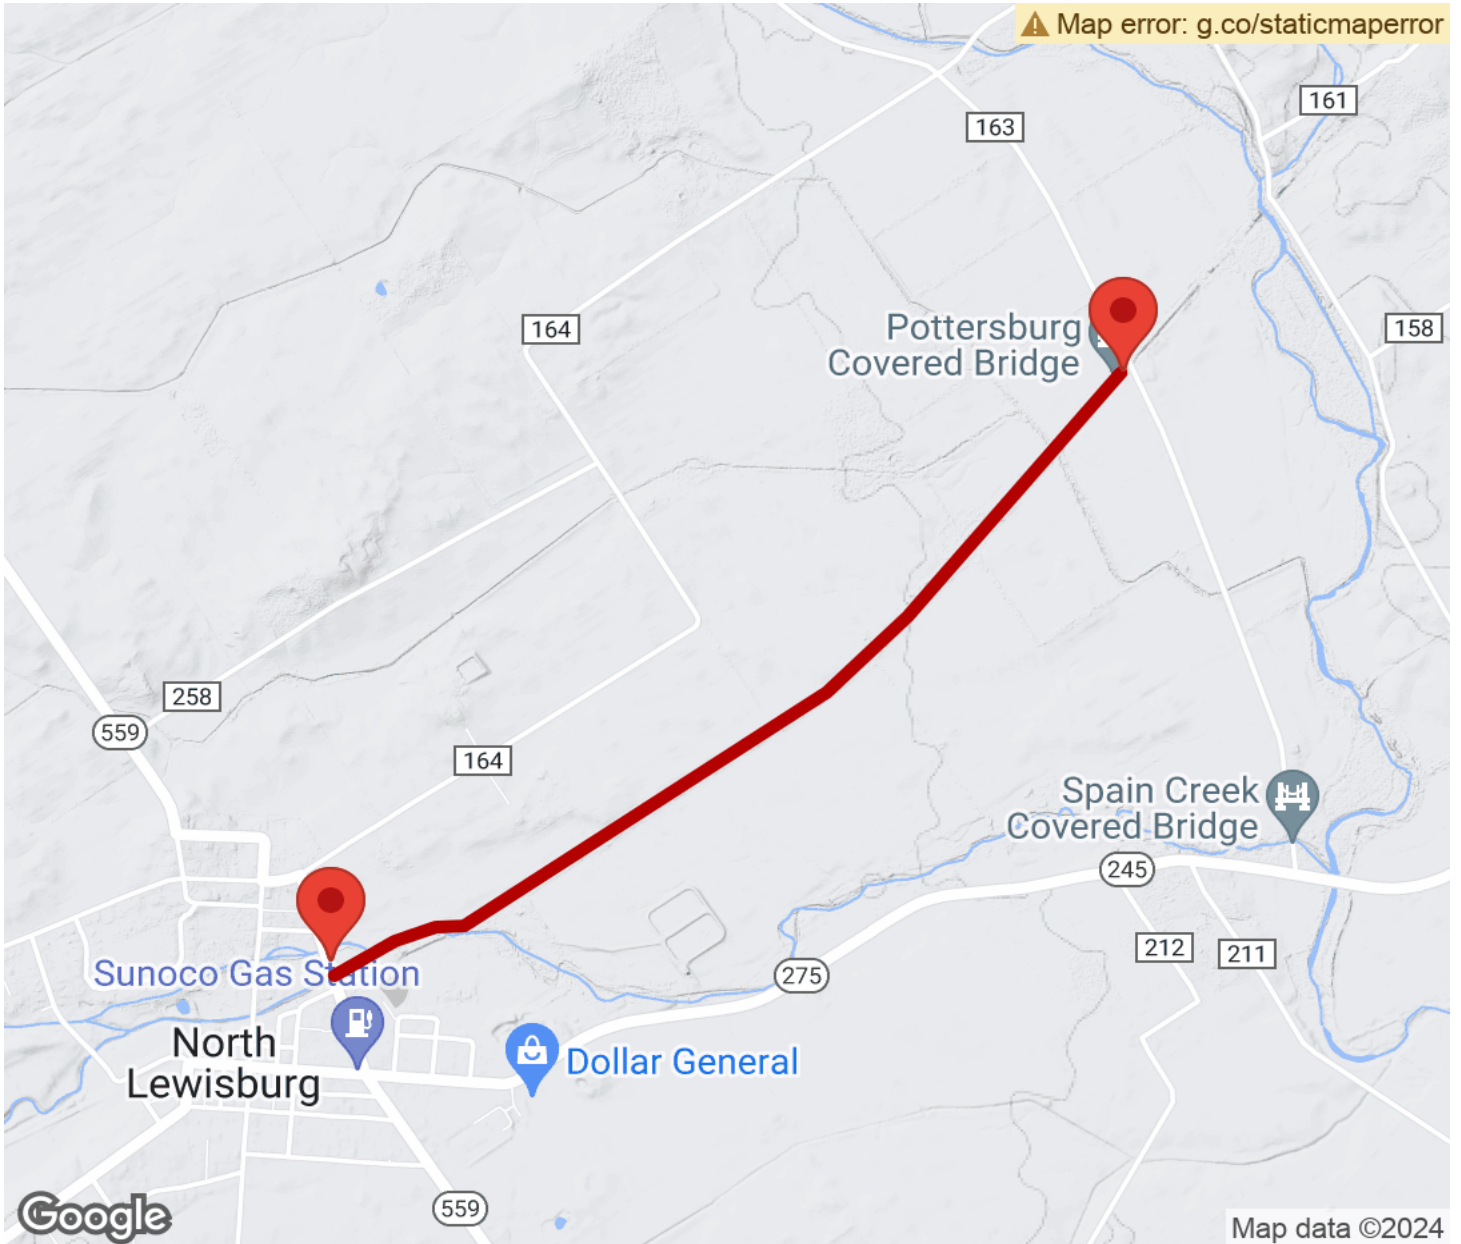 Map error: g.co/staticmaperror
161
163
164
Pottersburg
Covered Bridge
158
258
559
164
Spain Creek
Covered Bridge
245
212
211
275
Sunoco Gas Station
North
Lewisburg
Dollar General
559
Google
Map data ©2024